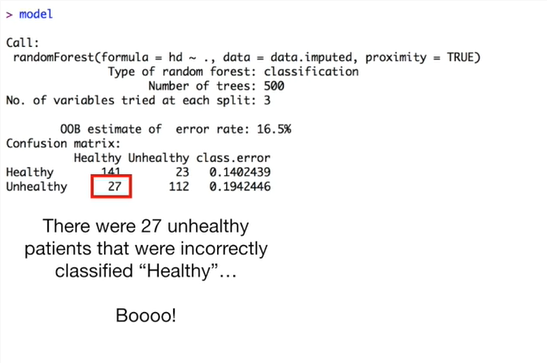 > model
Call:
randomForest(formula = hd ~ ., data = data.imputed, proximity = TRUE)
Type of random forest: classification
Number of trees: 500
No. of variables tried at each split: 3
OOB estimate of  error rate: 16.5%
Confusion matrix:
Healthy Unhealthy class.error
Healthy 141 23 0.1402439
Unhealthy 27 112 0.1942446
There were 27 unhealthy
patients that were incorrectly
classified “Healthy”…
Boooo!